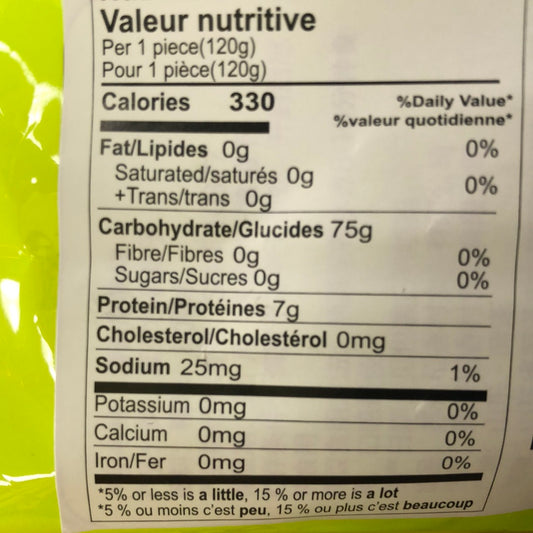 Valeur nutritive
Per 1 piece(120g)
Pour 1 pièce(120g)
Calories 330 %Daily Value*
%valeur quotidienne*
Fat/Lipides 0g 0%
Saturated/saturés 0g 0%
+Trans/trans 0g
Carbohydrate/Glucides 75g
Fibre/Fibres 0g 0%
Sugars/Sucres 0g 0%
Protein/Protéines 7g
Cholesterol/Cholestérol 0mg
Sodium 25mg 1%
Potassium 0mg 0%
Calcium 0mg 0%
Iron/Fer 0mg 0%
*5% or less is a little, 15 % or more is a lot
*5 % ou moins c'est peu, 15 % ou plus c'est beaucoup